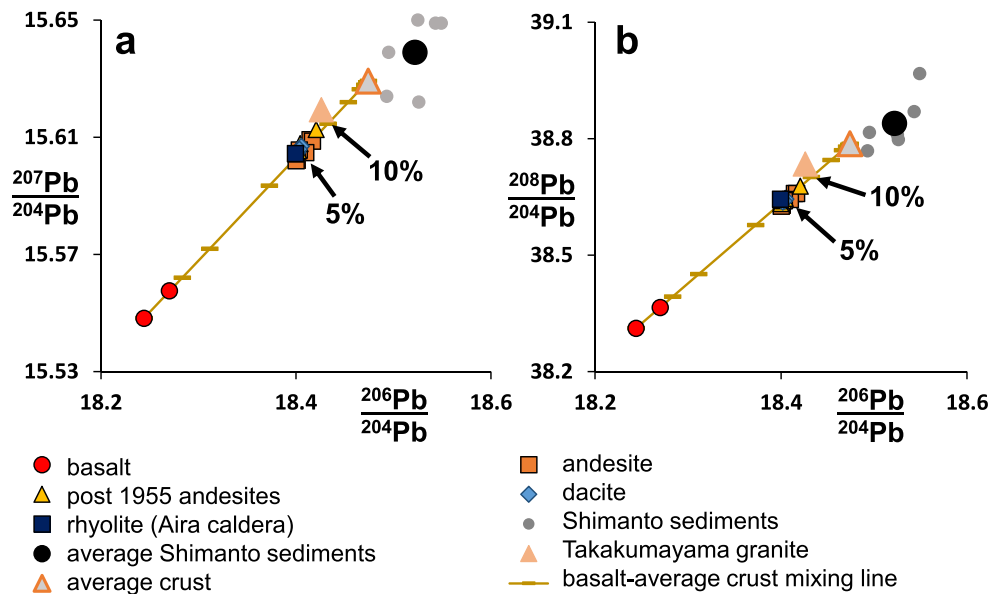 a
15.65
15.61
15.57
15.53
207Pb
204Pb
10%
5%
18.2
18.4
18.6
206Pb
204Pb
b
39.1
38.8
38.5
38.2
208Pb
204Pb
10%
5%
18.2
18.4
18.6
206Pb
204Pb
basalt
post 1955 andesites
rhyolite (Aira caldera)
average Shimanto sediments
average crust
andesite
dacite
Shimanto sediments
Takakumayama granite
basalt-average crust mixing line